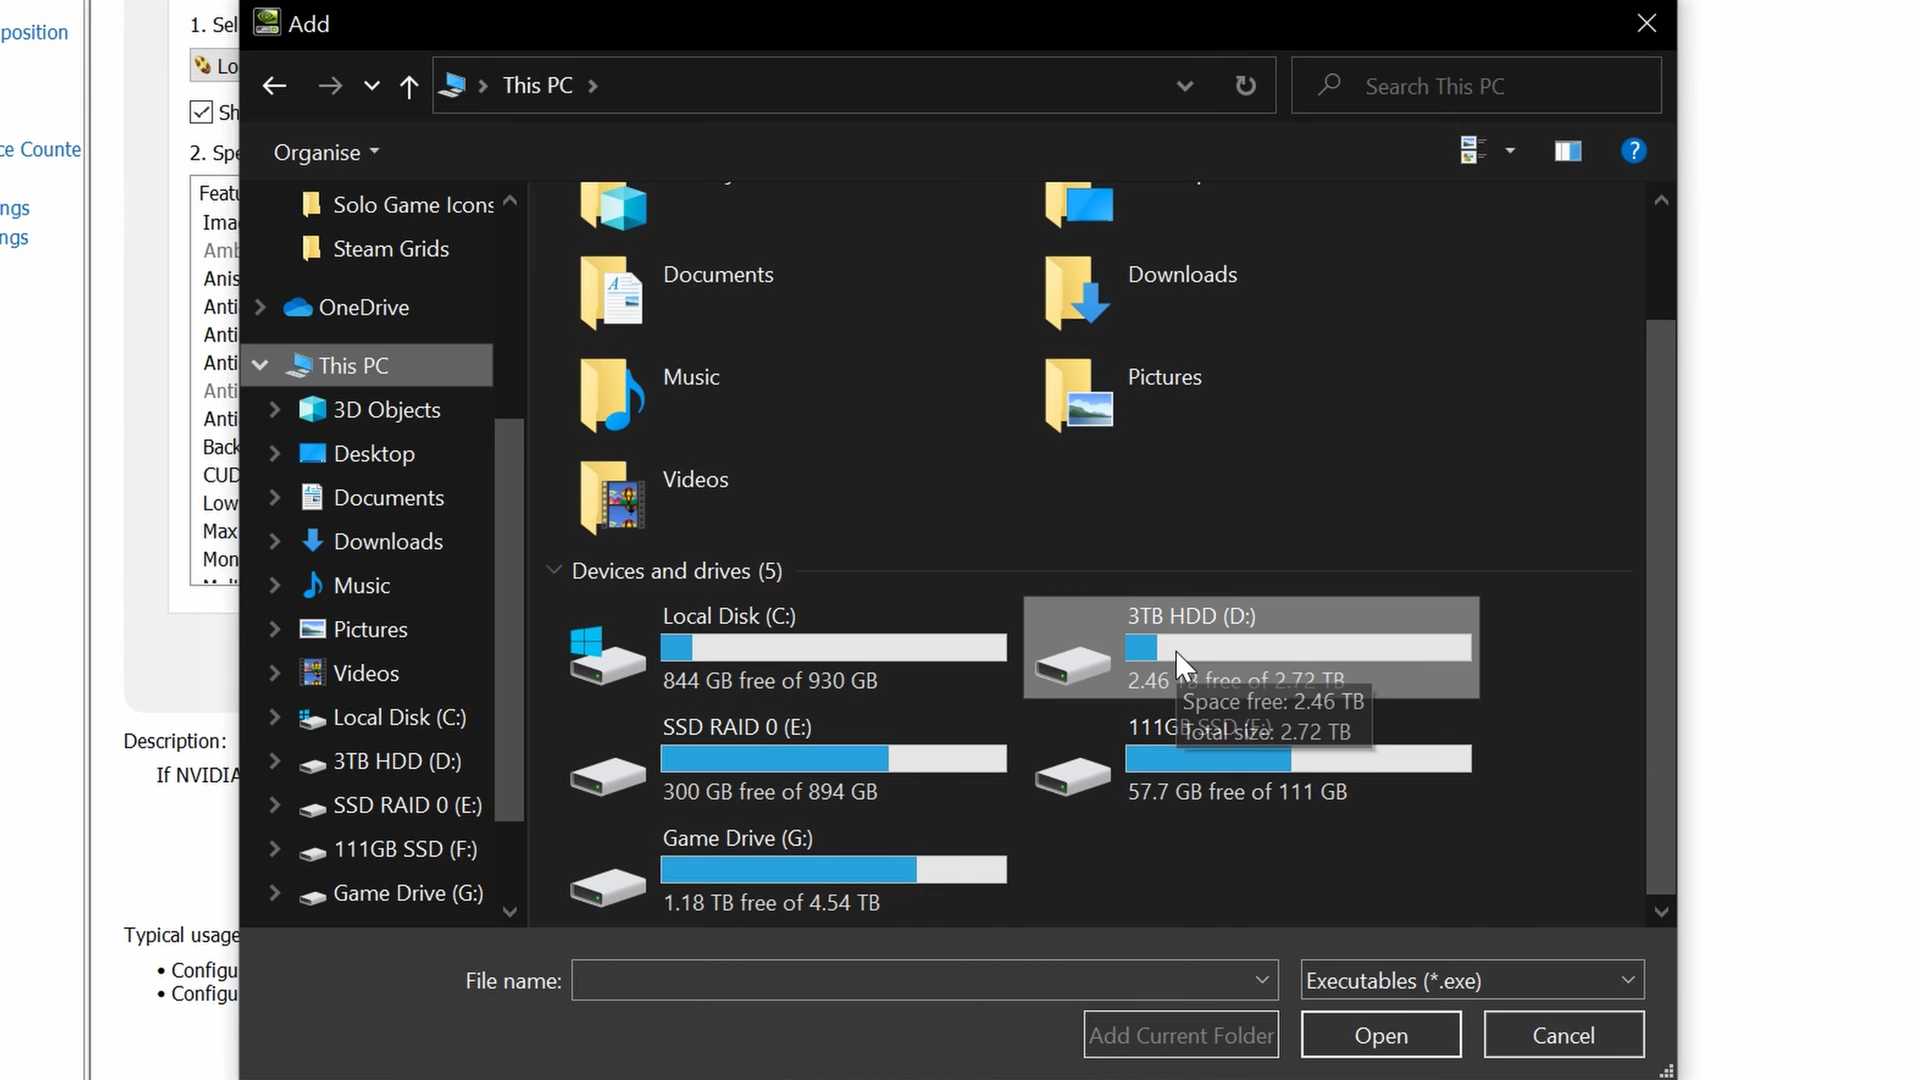 position
ce Counte
ngs
ngs
1. Sel
Lo
Sh
2. Spe
Featu
Imag
Amb
Anis
Anti
Anti
Anti
Anti
Anti
Back
CUD
Low
Max
Mon
Description:
If NVIDIA
Typical usage
• Configu
• Configu
Add
This PC
Search This PC
Organise
Solo Game Icons
Steam Grids
OneDrive
This PC
3D Objects
Desktop
Documents
Downloads
Music
Pictures
Videos
Local Disk (C:)
3TB HDD (D:)
SSD RAID 0 (E:)
111GB SSD (F:)
Game Drive (G:)
Documents
Downloads
Music
Pictures
Videos
Devices and drives (5)
Local Disk (C:)
844 GB free of 930 GB
3TB HDD (D:)
2.46 TB free of 2.72 TB
Space free: 2.46 TB
Total size: 2.72 TB
SSD RAID 0 (E:)
300 GB free of 894 GB
111GB SSD (F:)
57.7 GB free of 111 GB
Game Drive (G:)
1.18 TB free of 4.54 TB
File name:
Executables (*.exe)
Add Current Folder
Open
Cancel